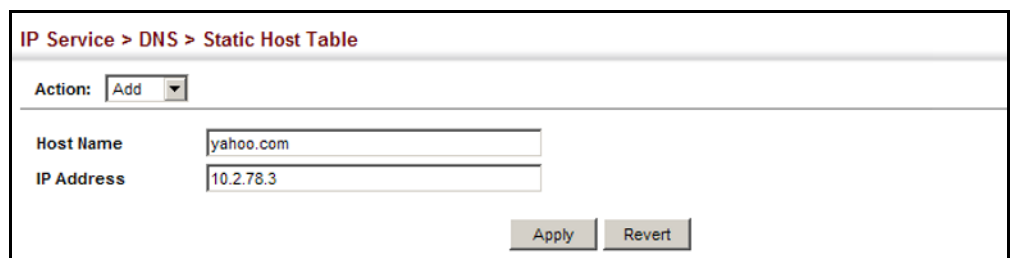 IP Service > DNS > Static Host Table
Action: Add
Host Name yahoo.com
IP Address 10.2.78.3
Apply Revert